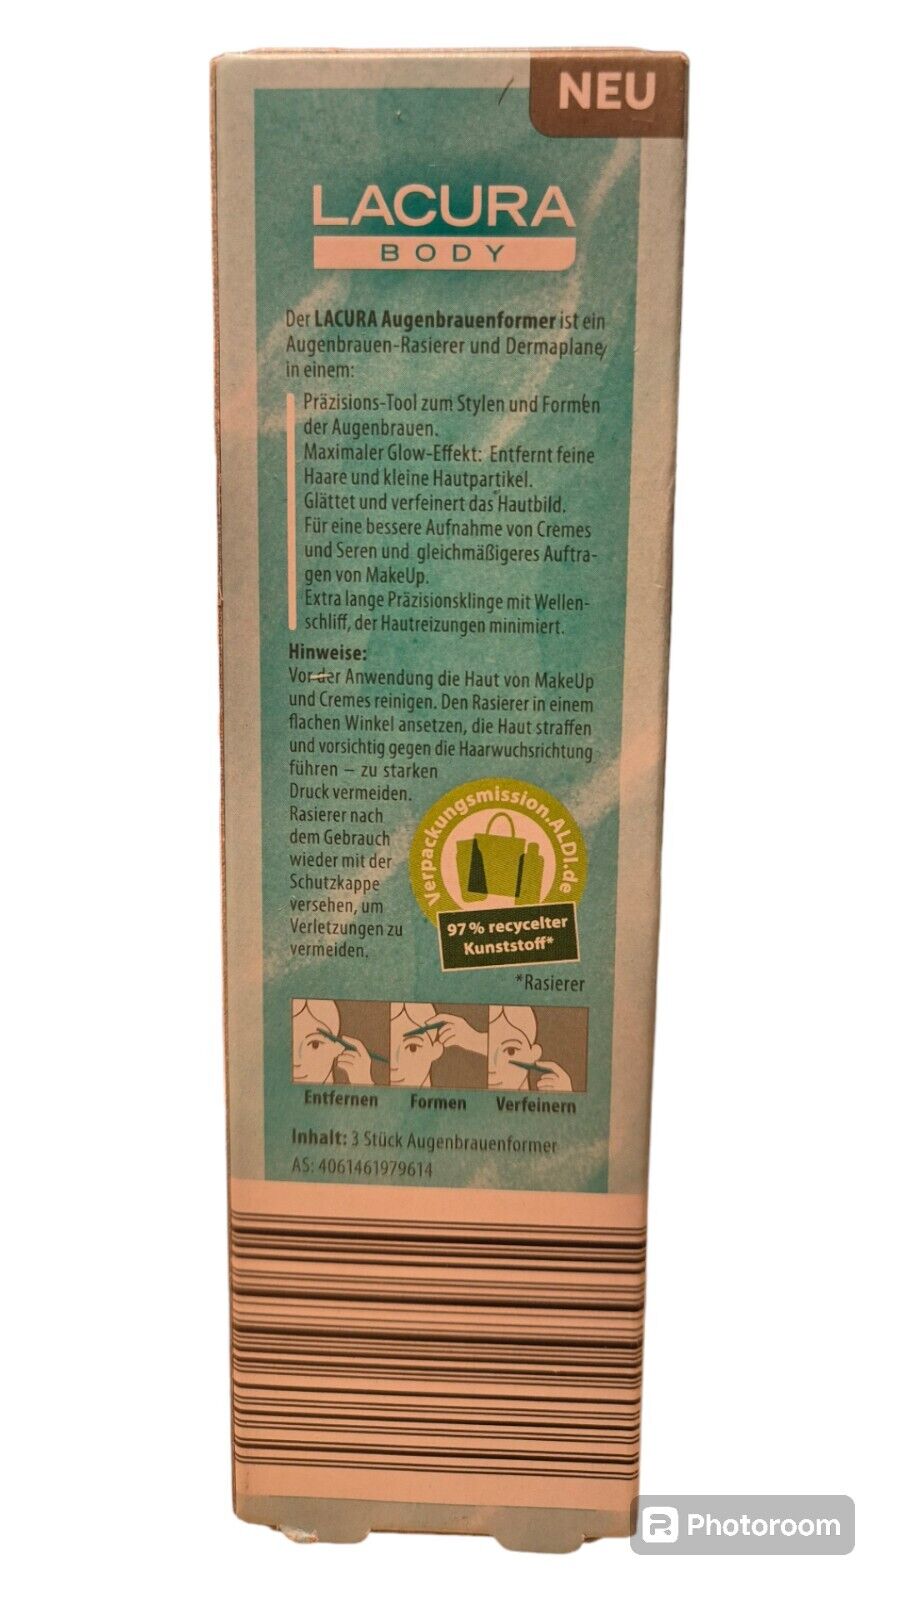 NEU
LACURA
BODY
Der LACURA Augenbrauenformer ist ein
Augenbrauen-Rasierer und Dermaplaner
in einem:
Präzisions-Tool zum Stylen und Formen
der Augenbrauen.
Maximaler Glow-Effekt: Entfernt feine
Haare und kleine Hautpartikel.
Glättet und verfeinert das Hautbild.
Für eine bessere Aufnahme von Cremes
und Seren und gleichmäßigeres Auftra-
gen von MakeUp.
Extra lange Präzisionsklinge mit Wellen-
schliff, der Hautreizungen minimiert.
Hinweise:
Vor der Anwendung die Haut von MakeUp
und Cremes reinigen. Den Rasierer in einem
flachen Winkel ansetzen, die Haut straffen
und vorsichtig gegen die Haarwuchsrichtung
führen – zu starken
Druck vermeiden.
Rasierer nach
dem Gebrauch
wieder mit der
Schutzkappe
versehen, um
Verletzungen zu
vermeiden.
Verpackungsmission.ALDI.de
97 % recycelter
Kunststoff*
*Rasierer
Entfernen Formen Verfeinern
Inhalt: 3 Stück Augenbrauenformer
AS: 4061461979614
Photoroom